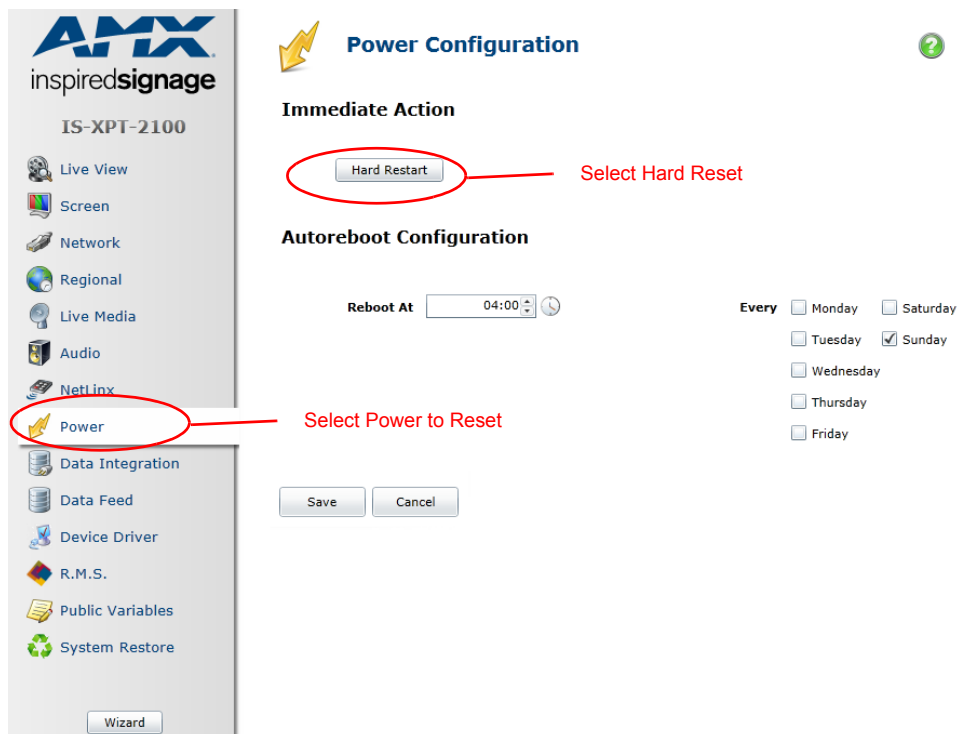 AMX
inspiredsignage
IS-XPT-2100
Live View
Screen
Network
Regional
Live Media
Audio
NetLinx
Power
Data Integration
Data Feed
Device Driver
R.M.S.
Public Variables
System Restore
Wizard
Power Configuration
?
Immediate Action
Hard Restart
Select Hard Reset
Autoreboot Configuration
Reboot At 04:00
Every Monday Saturday
Tuesday Sunday
Wednesday
Thursday
Friday
Select Power to Reset
Save Cancel